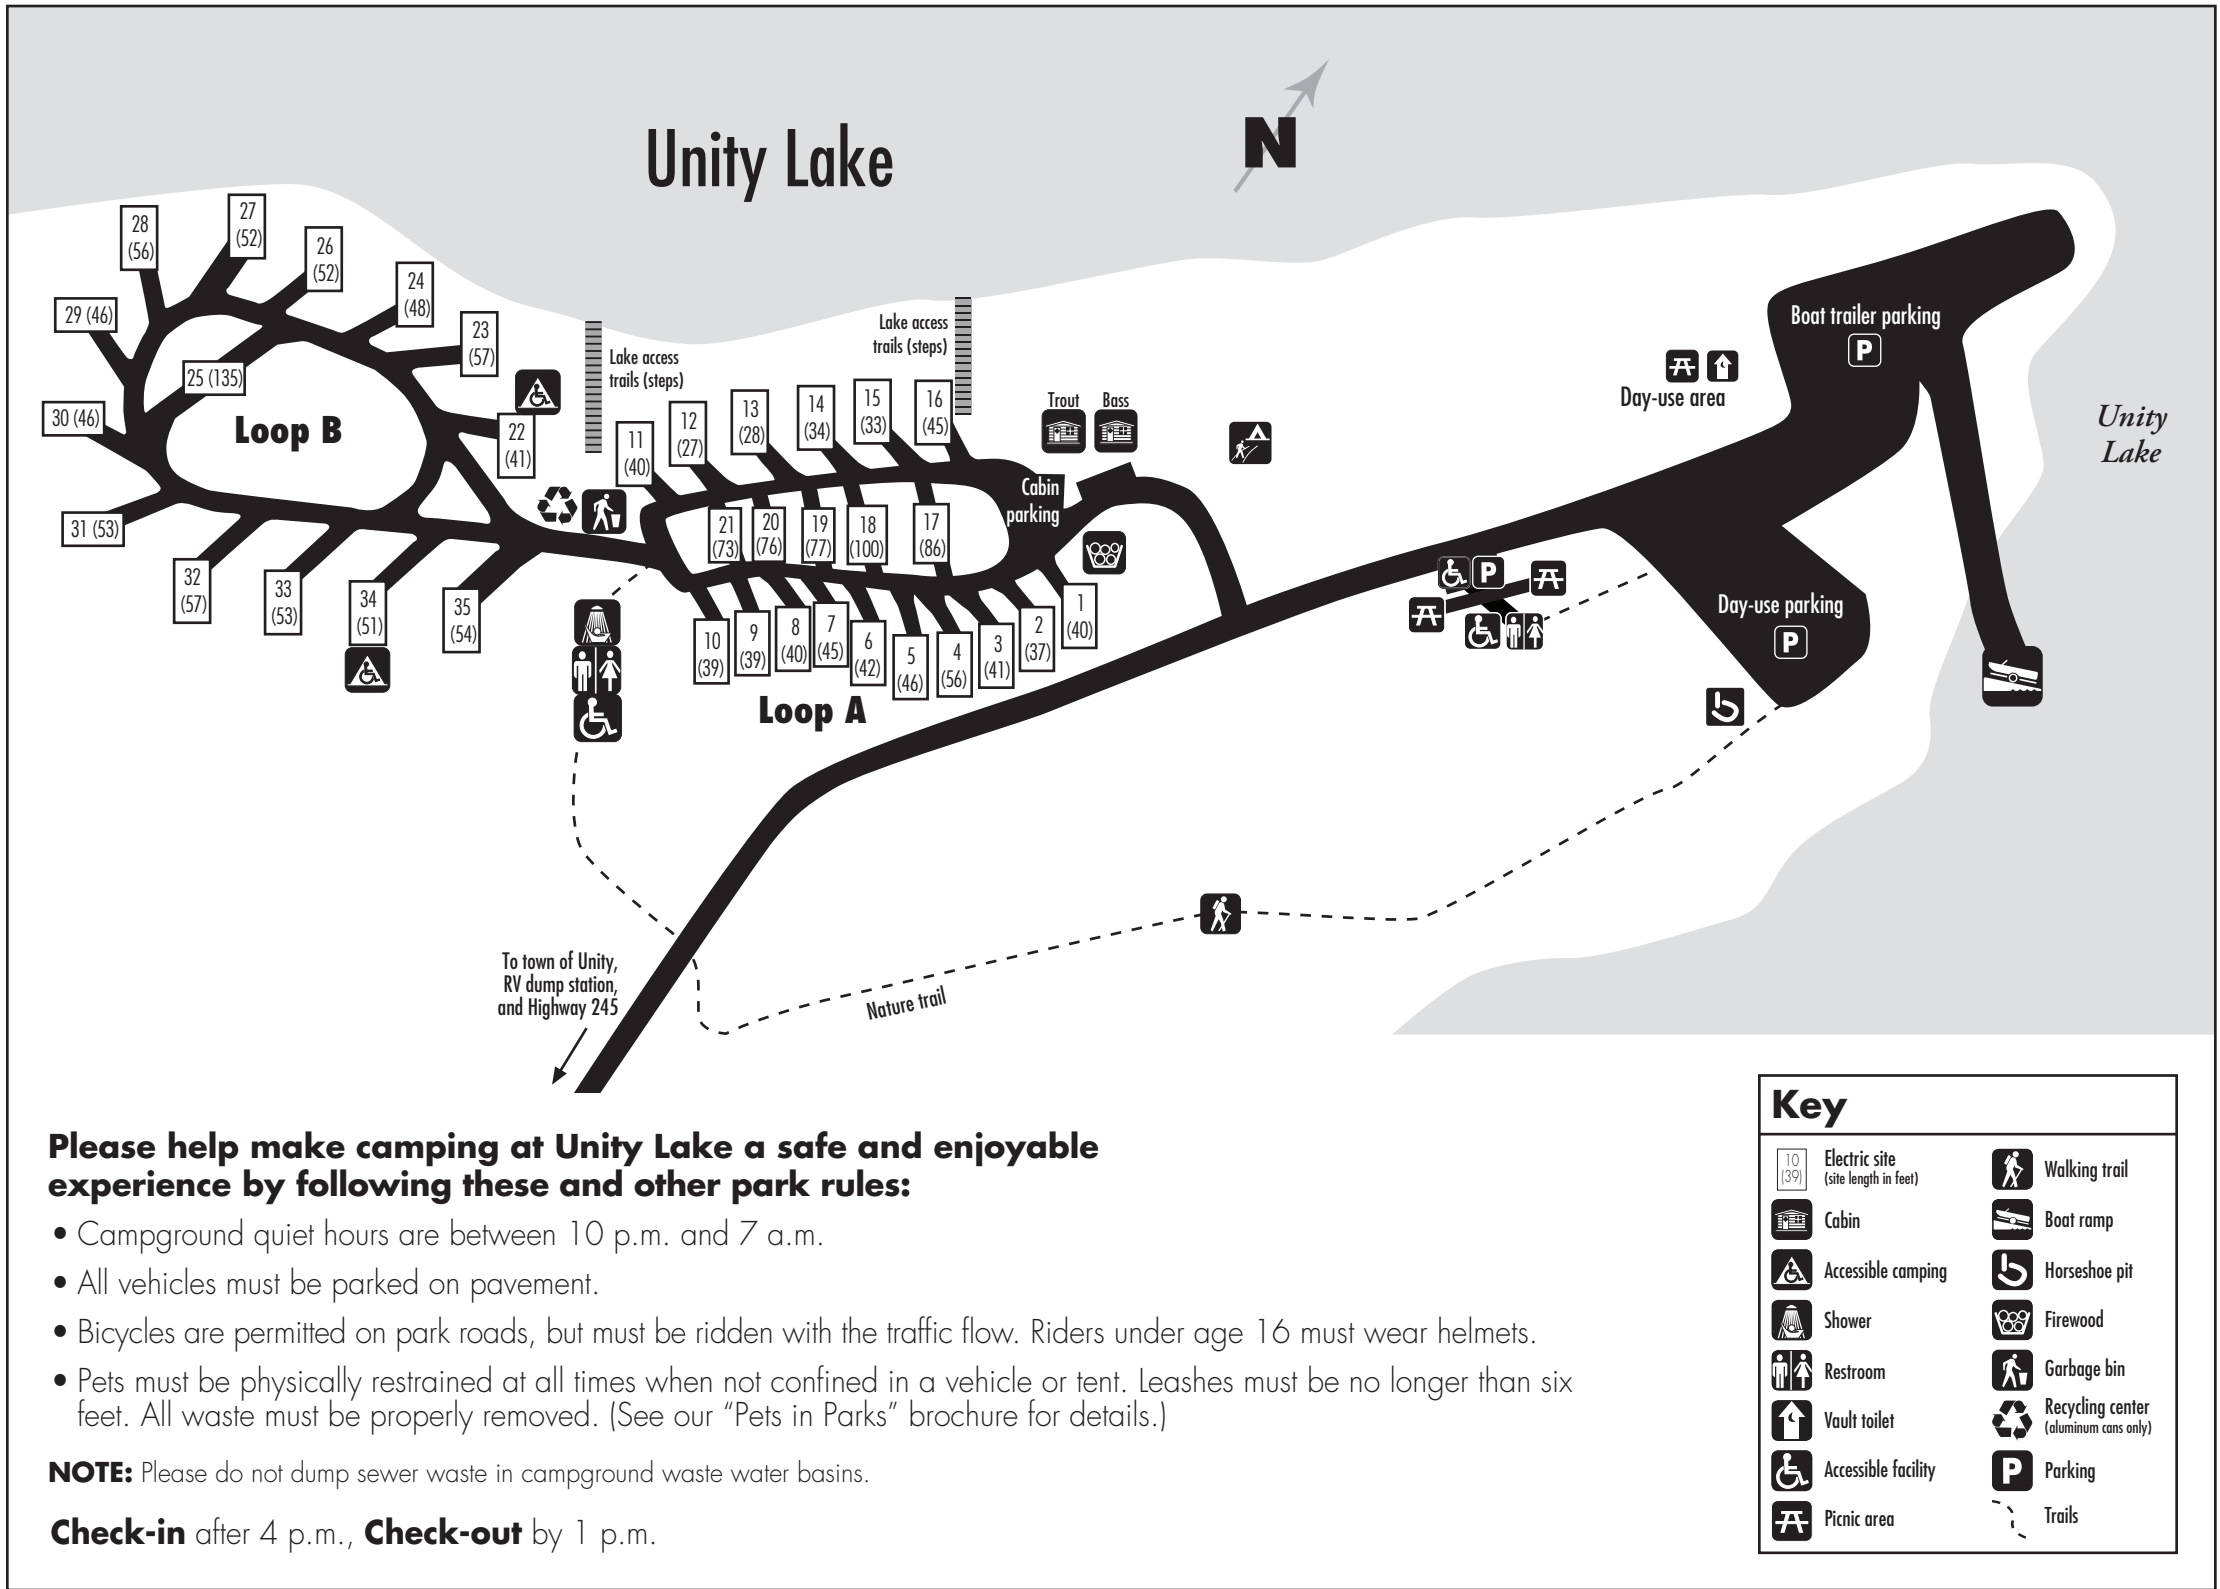 Unity Lake
N
28
(56)
27
(52)
26
(52)
24
(48)
23
(57)
29 (46)
25 (135)
30 (46)
Loop B
22
(41)
31 (53)
32
(57)
33
(53)
34
(51)
35
(54)
Lake access
trails (steps)
Lake access
trails (steps)
11
(40)
12
(27)
13
(28)
14
(34)
15
(33)
16
(45)
21
(73)
20
(76)
19
(77)
18
(100)
17
(86)
Trout
Bass
Cabin
parking
10
(39)
9
(39)
8
(40)
7
(45)
6
(42)
5
(46)
4
(56)
3
(41)
2
(37)
1
(40)
Loop A
Day-use area
Boat trailer parking
P
Unity
Lake
P
Day-use parking
P
To town of Unity,
RV dump station,
and Highway 245
Nature trail
Please help make camping at Unity Lake a safe and enjoyable
experience by following these and other park rules:
• Campground quiet hours are between 10 p.m. and 7 a.m.
• All vehicles must be parked on pavement.
• Bicycles are permitted on park roads, but must be ridden with the traffic flow. Riders under age 16 must wear helmets.
• Pets must be physically restrained at all times when not confined in a vehicle or tent. Leashes must be no longer than six
feet. All waste must be properly removed. (See our “Pets in Parks” brochure for details.)
NOTE: Please do not dump sewer waste in campground waste water basins.
Check-in after 4 p.m., Check-out by 1 p.m.
Key
10
(39)
Electric site
(site length in feet)
Cabin
Accessible camping
Shower
Restroom
Vault toilet
Accessible facility
Picnic area
Walking trail
Boat ramp
Horseshoe pit
Firewood
Garbage bin
Recycling center
(aluminum cans only)
P
Parking
Trails